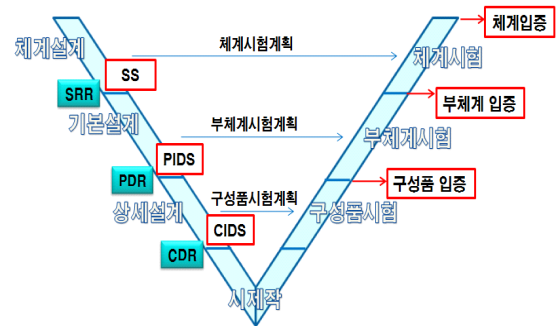 체계입증
체계설계
체계시험계획
체계시험
SS
SRR
부체계 입증
기본설계
부체계시험계획
부체계시험
PIDS
PDR
구성품 입증
상세설계
구성품시험계획
구성품시험
CIDS
CDR
시제작